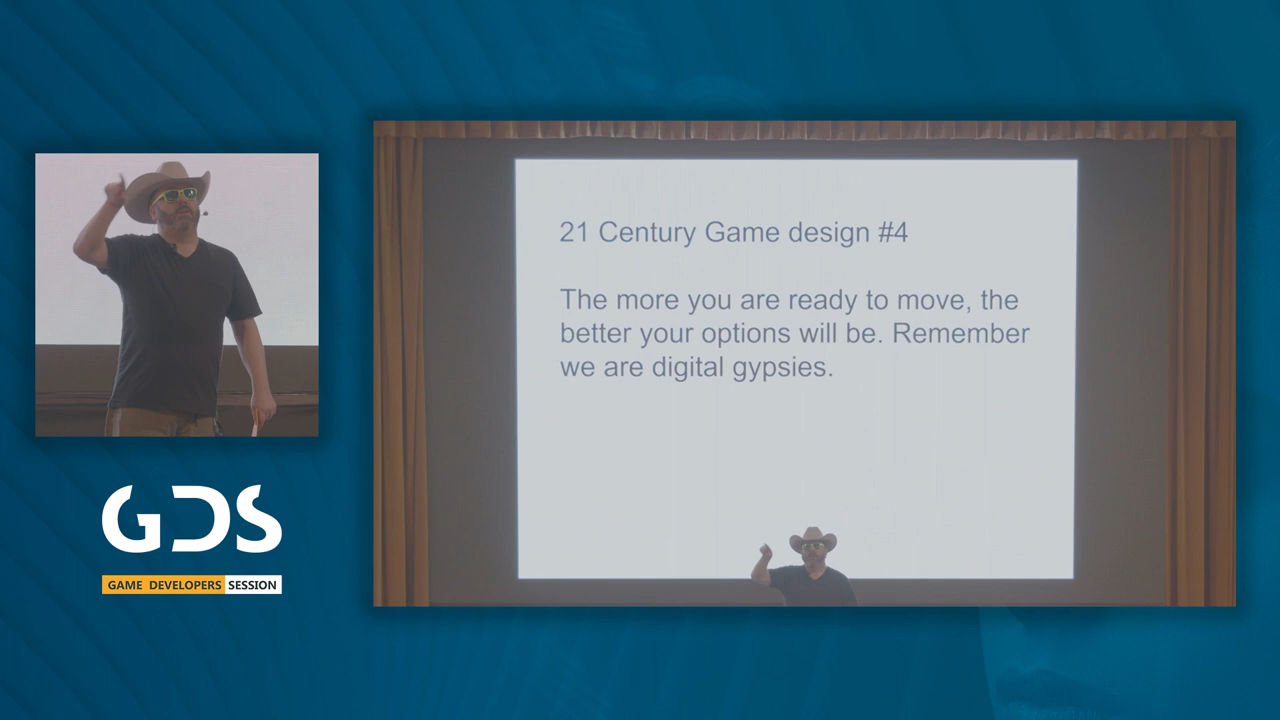 21 Century Game design #4
The more you are ready to move, the
better your options will be. Remember
we are digital gypsies.
GDS
GAME DEVELOPERS SESSION